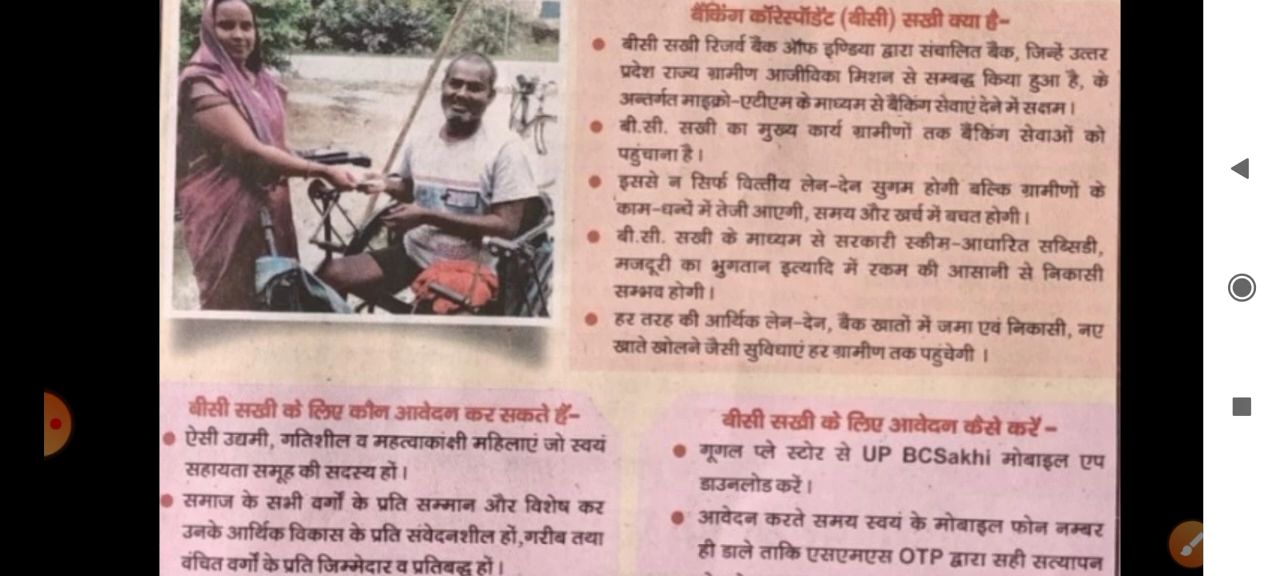 बैंकिंग कॉरेस्पॉडेंट (बीसी) सखी क्या है-
बीसी सखी रिजर्व बैंक ऑफ इण्डिया द्वारा संचालित बैक, जिन्हें उत्तर
प्रदेश राज्य ग्रामीण आजीविका मिशन से सम्बद्ध किया हुआ है, के
अन्तर्गत माइक्रो-एटीएम के माध्यम से बैंकिंग सेवाएं देने में सक्षम।
बी.सी. सखी का मुख्य कार्य ग्रामीणों तक बैंकिंग सेवाओं को
पहुंचाना है।
इससे न सिर्फ वित्तीय लेन-देन सुगम होगी बल्कि ग्रामीणों के
काम-धन्धें में तेजी आएगी, समय और खर्च में बचत होगी।
बी.सी. सखी के माध्यम से सरकारी स्कीम-आधारित सब्सिडी,
मजदूरी का भुगतान इत्यादि में रकम की आसानी से निकासी
सम्भव होगी।
हर तरह की आर्थिक लेन-देन, बैक खातों में जमा एवं निकासी, नए
खाते खोलने जैसी सुविधाएं हर ग्रामीण तक पहुंचेगी ।
बीसी सखी के लिए कौन आवेदन कर सकते हैं-
ऐसी उद्यमी, गतिशील व महत्वाकांक्षी महिलाएं जो स्वयं
सहायता समूह की सदस्य हों।
समाज के सभी वर्गों के प्रति सम्मान और विशेष कर
उनके आर्थिक विकास के प्रति संवेदनशील हों,गरीब तथा
वंचित वर्गों के प्रति जिम्मेदार व प्रतिबद्ध हों।
बीसी सखी के लिए आवेदन कैसे करें -
गूगल प्ले स्टोर से UP BCSakhi मोबाइल एप
डाउनलोड करें।
आवेदन करते समय स्वयं के मोबाइल फोन नम्बर
ही डाले ताकि एसएमएस OTP द्वारा सही सत्यापन